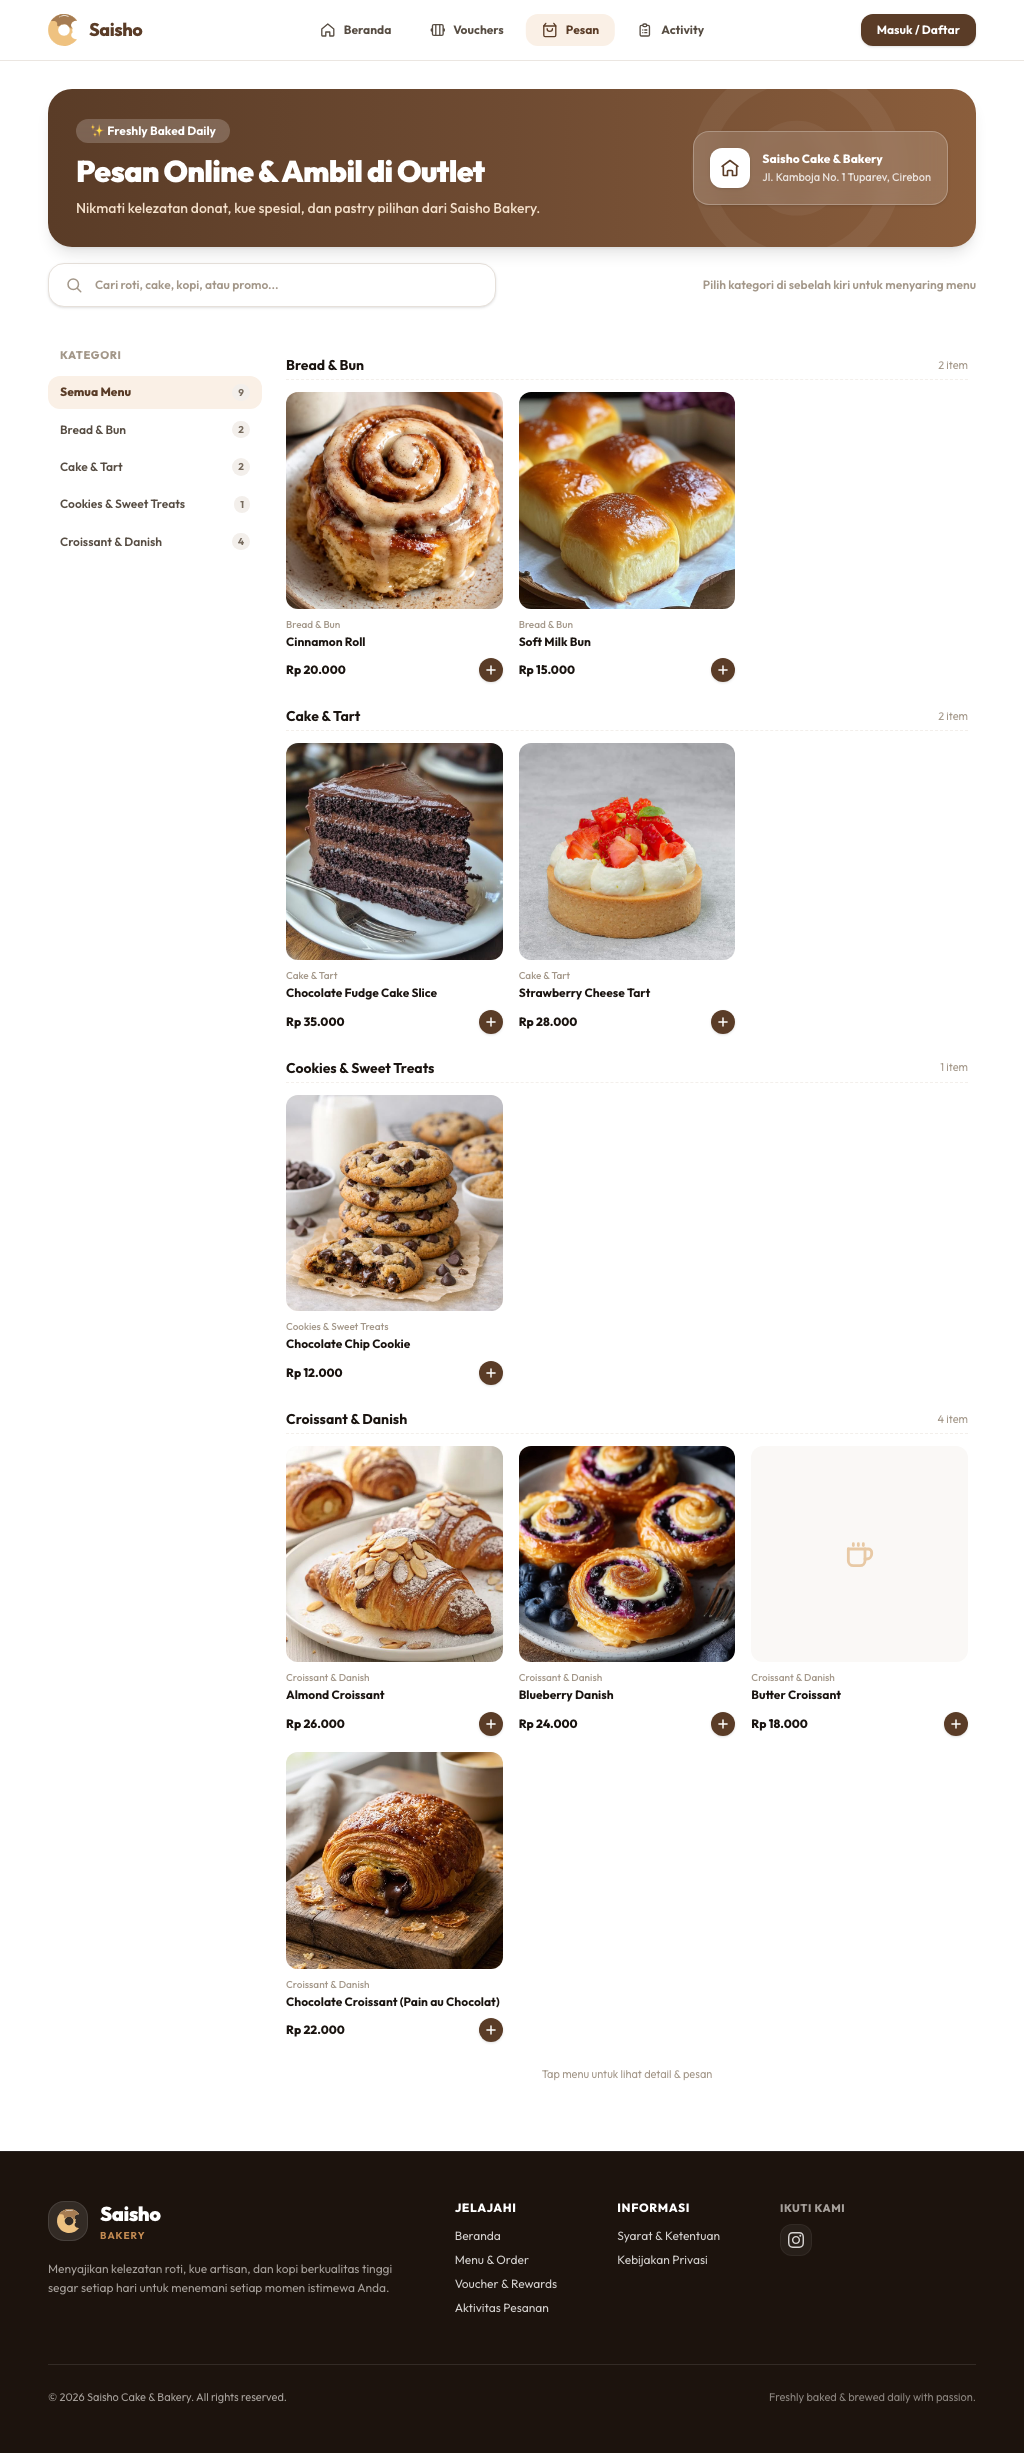 Saisho
Beranda
Vouchers
Pesan
Activity
Masuk / Daftar
✨ Freshly Baked Daily
Pesan Online & Ambil di Outlet
Nikmati kelezatan donat, kue spesial, dan pastry pilihan dari Saisho Bakery.
Saisho Cake & Bakery
Jl. Kamboja No. 1 Tuparev, Cirebon
Cari roti, cake, kopi, atau promo...
Pilih kategori di sebelah kiri untuk menyaring menu
KATEGORI
Semua Menu 9
Bread & Bun 2
Cake & Tart 2
Cookies & Sweet Treats 1
Croissant & Danish 4
Bread & Bun
2 item
Bread & Bun
Cinnamon Roll
Rp 20.000
Bread & Bun
Soft Milk Bun
Rp 15.000
Cake & Tart
2 item
Cake & Tart
Chocolate Fudge Cake Slice
Rp 35.000
Cake & Tart
Strawberry Cheese Tart
Rp 28.000
Cookies & Sweet Treats
1 item
Cookies & Sweet Treats
Chocolate Chip Cookie
Rp 12.000
Croissant & Danish
4 item
Croissant & Danish
Almond Croissant
Rp 26.000
Croissant & Danish
Blueberry Danish
Rp 24.000
Croissant & Danish
Butter Croissant
Rp 18.000
Croissant & Danish
Chocolate Croissant (Pain au Chocolat)
Rp 22.000
Tap menu untuk lihat detail & pesan
Saisho
BAKERY
Menyajikan kelezatan roti, kue artisan, dan kopi berkualitas tinggi
segar setiap hari untuk menemani setiap momen istimewa Anda.
JELAJAHI
Beranda
Menu & Order
Voucher & Rewards
Aktivitas Pesanan
INFORMASI
Syarat & Ketentuan
Kebijakan Privasi
IKUTI KAMI
© 2026 Saisho Cake & Bakery. All rights reserved.
Freshly baked & brewed daily with passion.